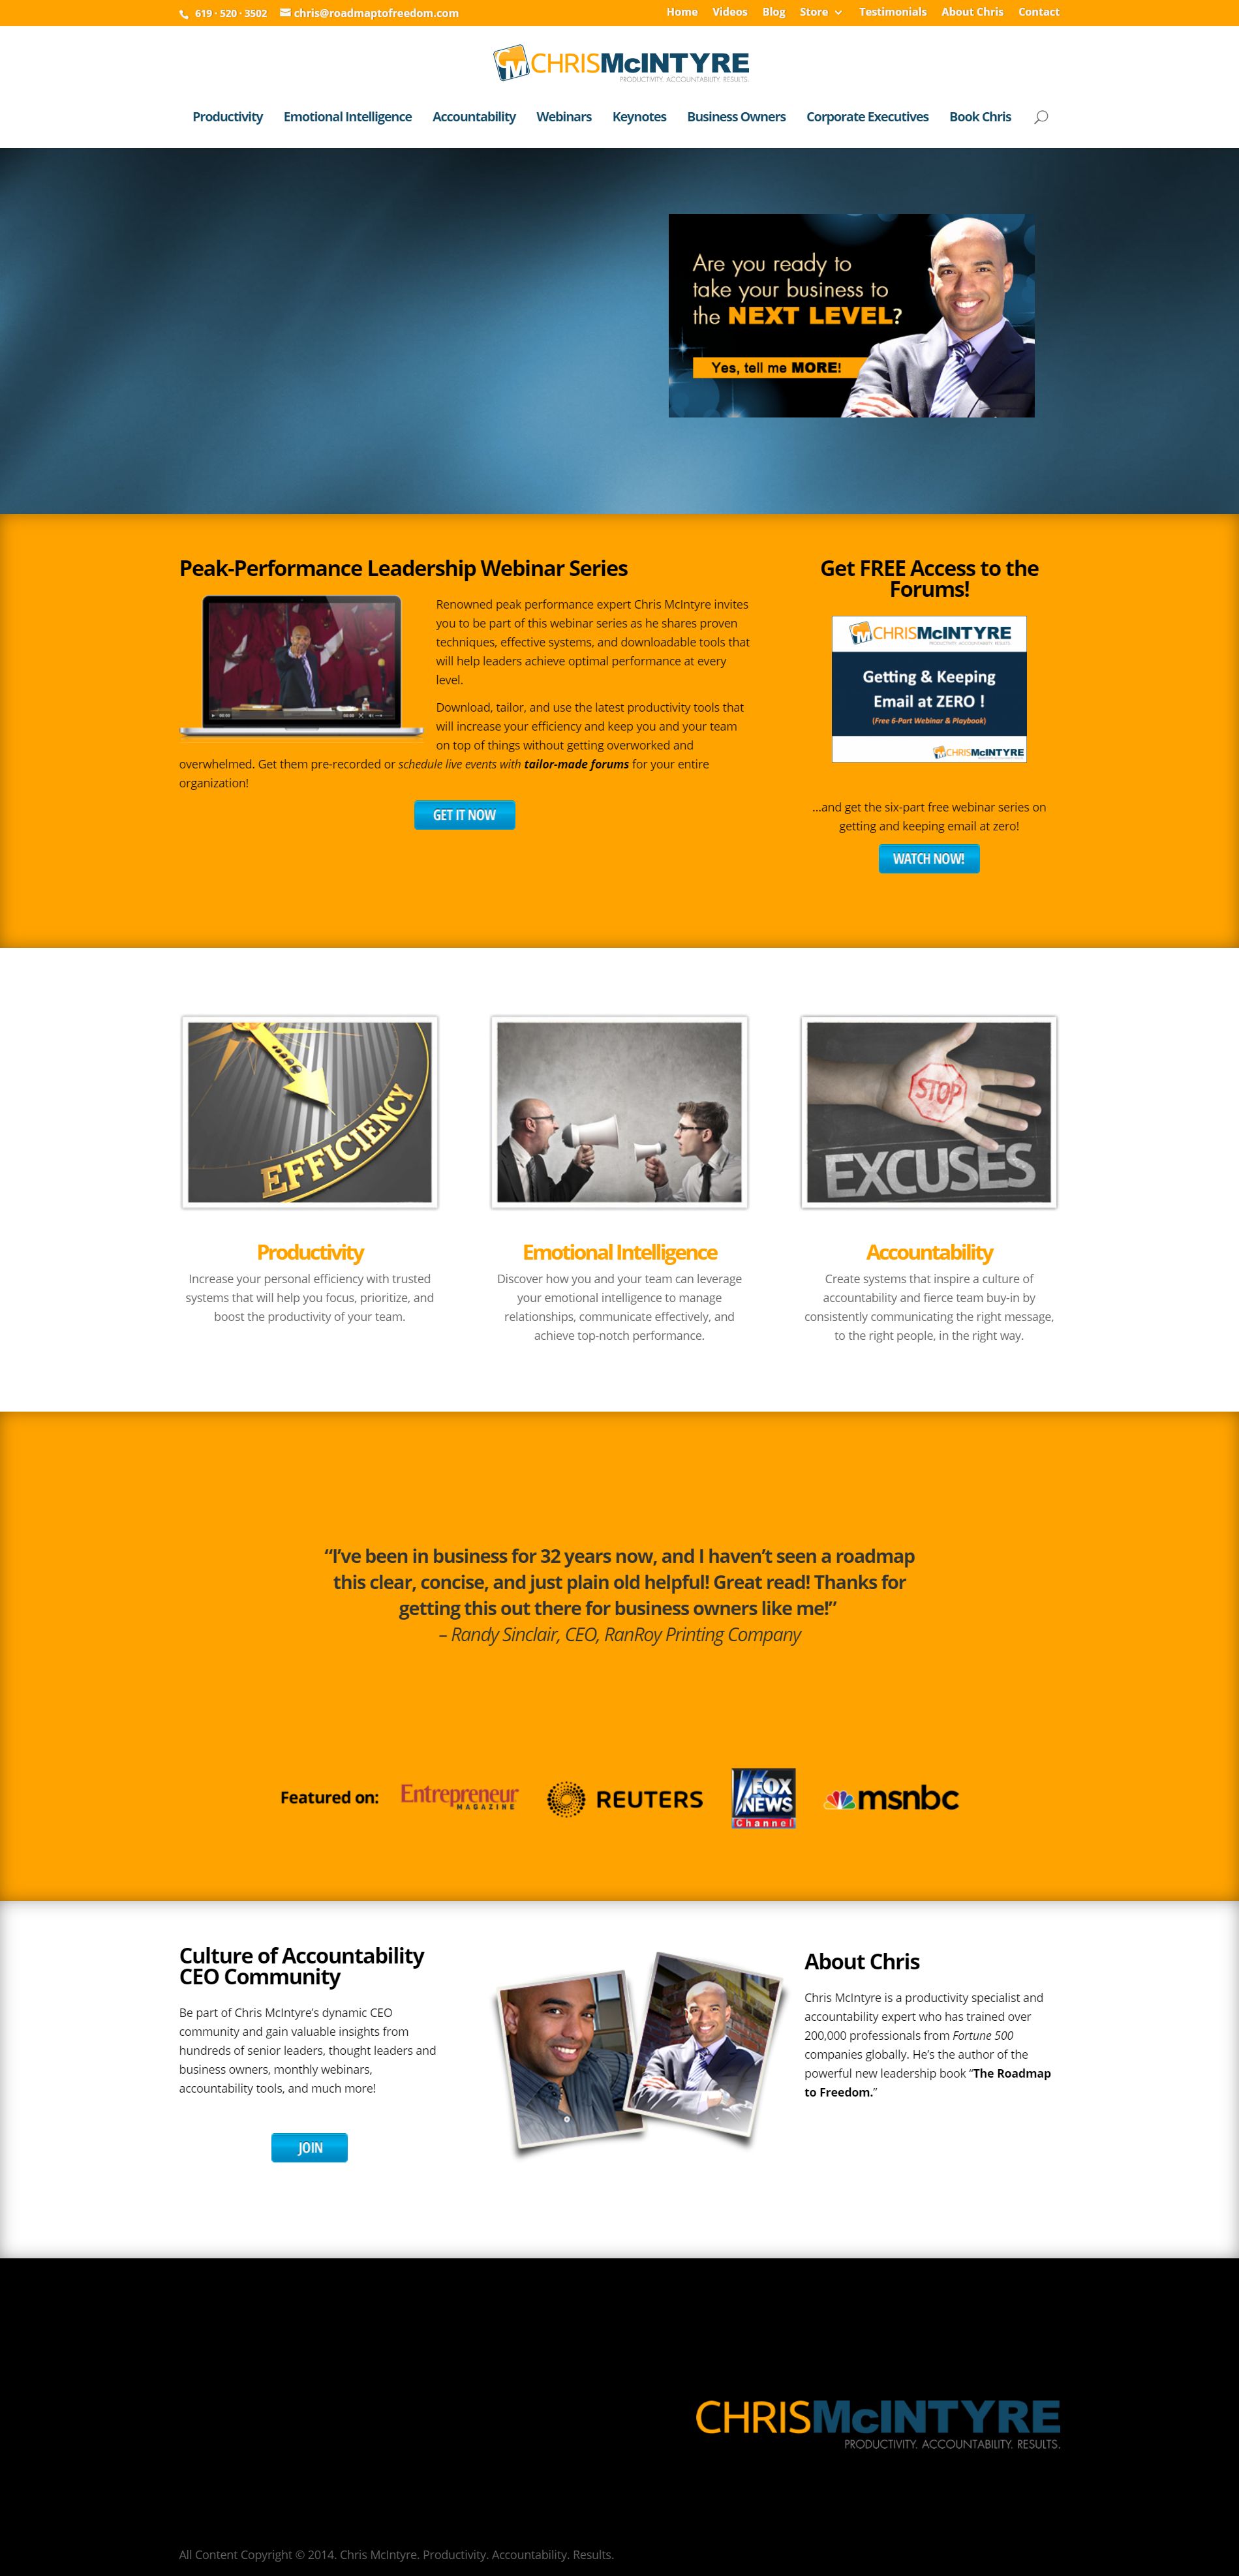 619 · 520 · 3502 chris@roadmaptofreedom.com
Home Videos Blog Store Testimonials About Chris Contact
CHRISMcINTYRE
PRODUCTIVITY. ACCOUNTABILITY. RESULTS.
Productivity Emotional Intelligence Accountability Webinars Keynotes Business Owners Corporate Executives Book Chris
Are you ready to
take your business to
the NEXT LEVEL?
Yes, tell me MORE!
Peak-Performance Leadership Webinar Series
Renowned peak performance expert Chris McIntyre invites
you to be part of this webinar series as he shares proven
techniques, effective systems, and downloadable tools that
will help leaders achieve optimal performance at every
level.
Download, tailor, and use the latest productivity tools that
will increase your efficiency and keep you and your team
on top of things without getting overworked and
overwhelmed. Get them pre-recorded or schedule live events with tailor-made forums for your entire
organization!
GET IT NOW
Get FREE Access to the
Forums!
CHRISMcINTYRE
Getting & Keeping
Email at ZERO !
(Free 6-Part Webinar & Playbook)
CHRISMcINTYRE
...and get the six-part free webinar series on
getting and keeping email at zero!
WATCH NOW!
EFFICIENCY
STOP
EXCUSES
Productivity
Increase your personal efficiency with trusted
systems that will help you focus, prioritize, and
boost the productivity of your team.
Emotional Intelligence
Discover how you and your team can leverage
your emotional intelligence to manage
relationships, communicate effectively, and
achieve top-notch performance.
Accountability
Create systems that inspire a culture of
accountability and fierce team buy-in by
consistently communicating the right message,
to the right people, in the right way.
“I’ve been in business for 32 years now, and I haven’t seen a roadmap
this clear, concise, and just plain old helpful! Great read! Thanks for
getting this out there for business owners like me!”
– Randy Sinclair, CEO, RanRoy Printing Company
Featured on: Entrepreneur MAGAZINE REUTERS FOX NEWS Channel msnbc
Culture of Accountability
CEO Community
Be part of Chris McIntyre’s dynamic CEO
community and gain valuable insights from
hundreds of senior leaders, thought leaders and
business owners, monthly webinars,
accountability tools, and much more!
JOIN
About Chris
Chris McIntyre is a productivity specialist and
accountability expert who has trained over
200,000 professionals from Fortune 500
companies globally. He’s the author of the
powerful new leadership book “The Roadmap
to Freedom.”
CHRISMcINTYRE
PRODUCTIVITY. ACCOUNTABILITY. RESULTS.
All Content Copyright © 2014. Chris McIntyre. Productivity. Accountability. Results.